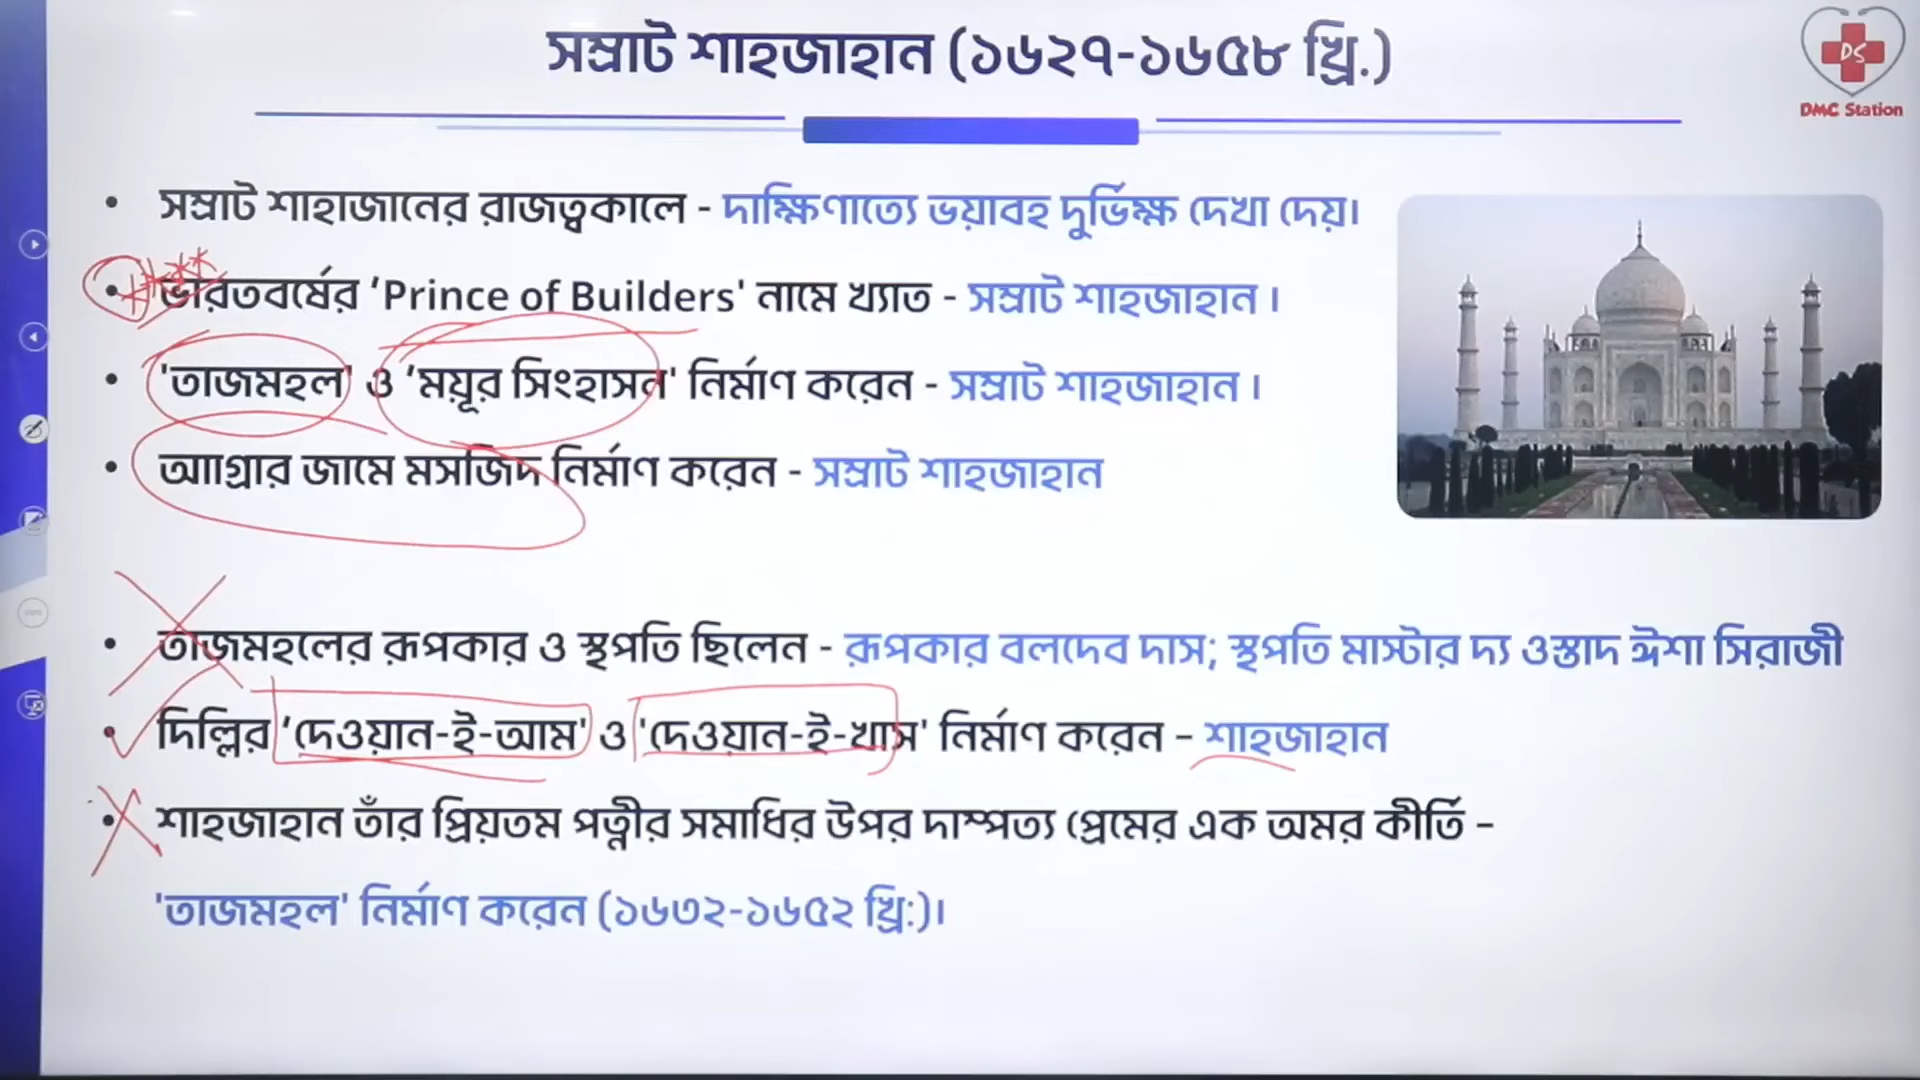 সম্রাট শাহজাহান (১৬২৭-১৬৫৮ খ্রি.)
DS
DMC Station
• সম্রাট শাহাজানের রাজত্বকালে - দাক্ষিণাত্যে ভয়াবহ দুর্ভিক্ষ দেখা দেয়।
• ভারতবর্ষের ‘Prince of Builders' নামে খ্যাত - সম্রাট শাহজাহান।
• 'তাজমহল' ও ‘ময়ূর সিংহাসন' নির্মাণ করেন - সম্রাট শাহজাহান।
• আগ্রার জামে মসজিদ নির্মাণ করেন - সম্রাট শাহজাহান
• তাজমহলের রূপকার ও স্থপতি ছিলেন - রূপকার বলদেব দাস; স্থপতি মাস্টার দ্য ওস্তাদ ঈশা সিরাজী
• দিল্লির ‘দেওয়ান-ই-আম' ও 'দেওয়ান-ই-খাস' নির্মাণ করেন – শাহজাহান
• শাহজাহান তাঁর প্রিয়তম পত্নীর সমাধির উপর দাম্পত্য প্রেমের এক অমর কীর্তি –
'তাজমহল' নির্মাণ করেন (১৬৩২-১৬৫২ খ্রি:)।